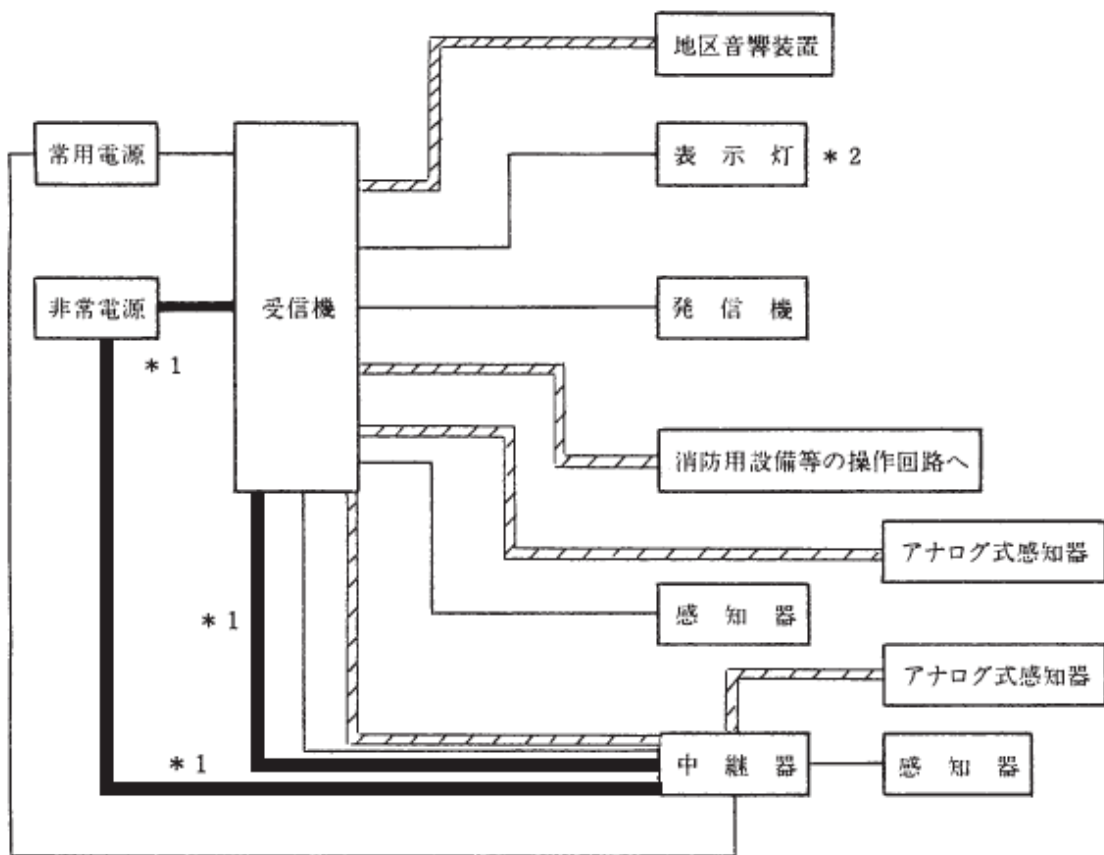 地区音響装置
常用電源
表示灯 *2
非常電源
受信機
発信機
*1
消防用設備等の操作回路へ
アナログ式感知器
*1
感知器
アナログ式感知器
*1
中継器
感知器